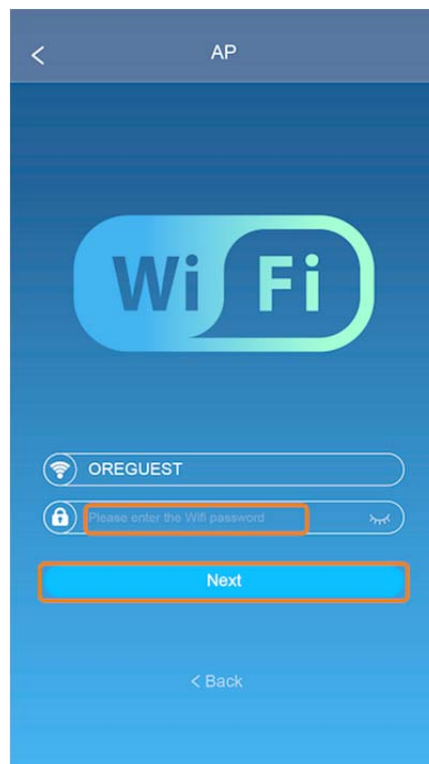 AP
Wi Fi
OREGUEST
Please enter the Wifi password
Next
< Back